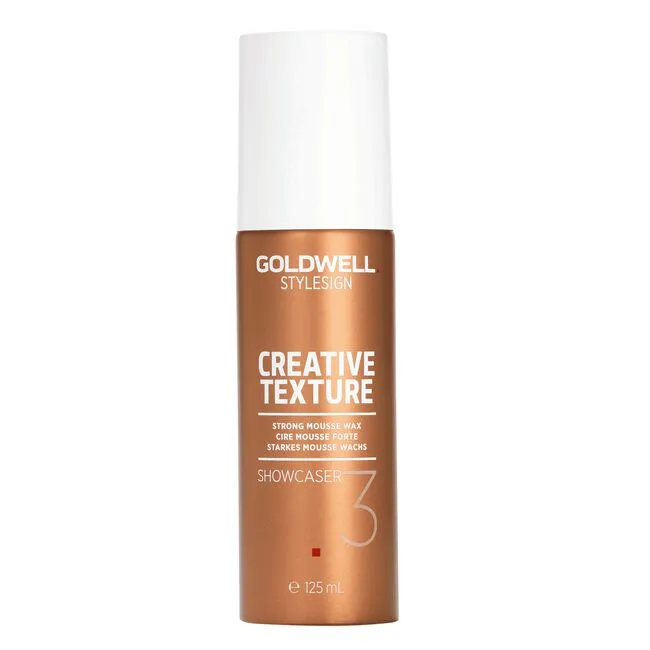 GOLDWELL
STYLESIGN
CREATIVE
TEXTURE
STRONG MOUSSE WAX
CIRE MOUSSE FORTE
STARKES MOUSSE WACHS
SHOWCASER 3
℮ 125 mL